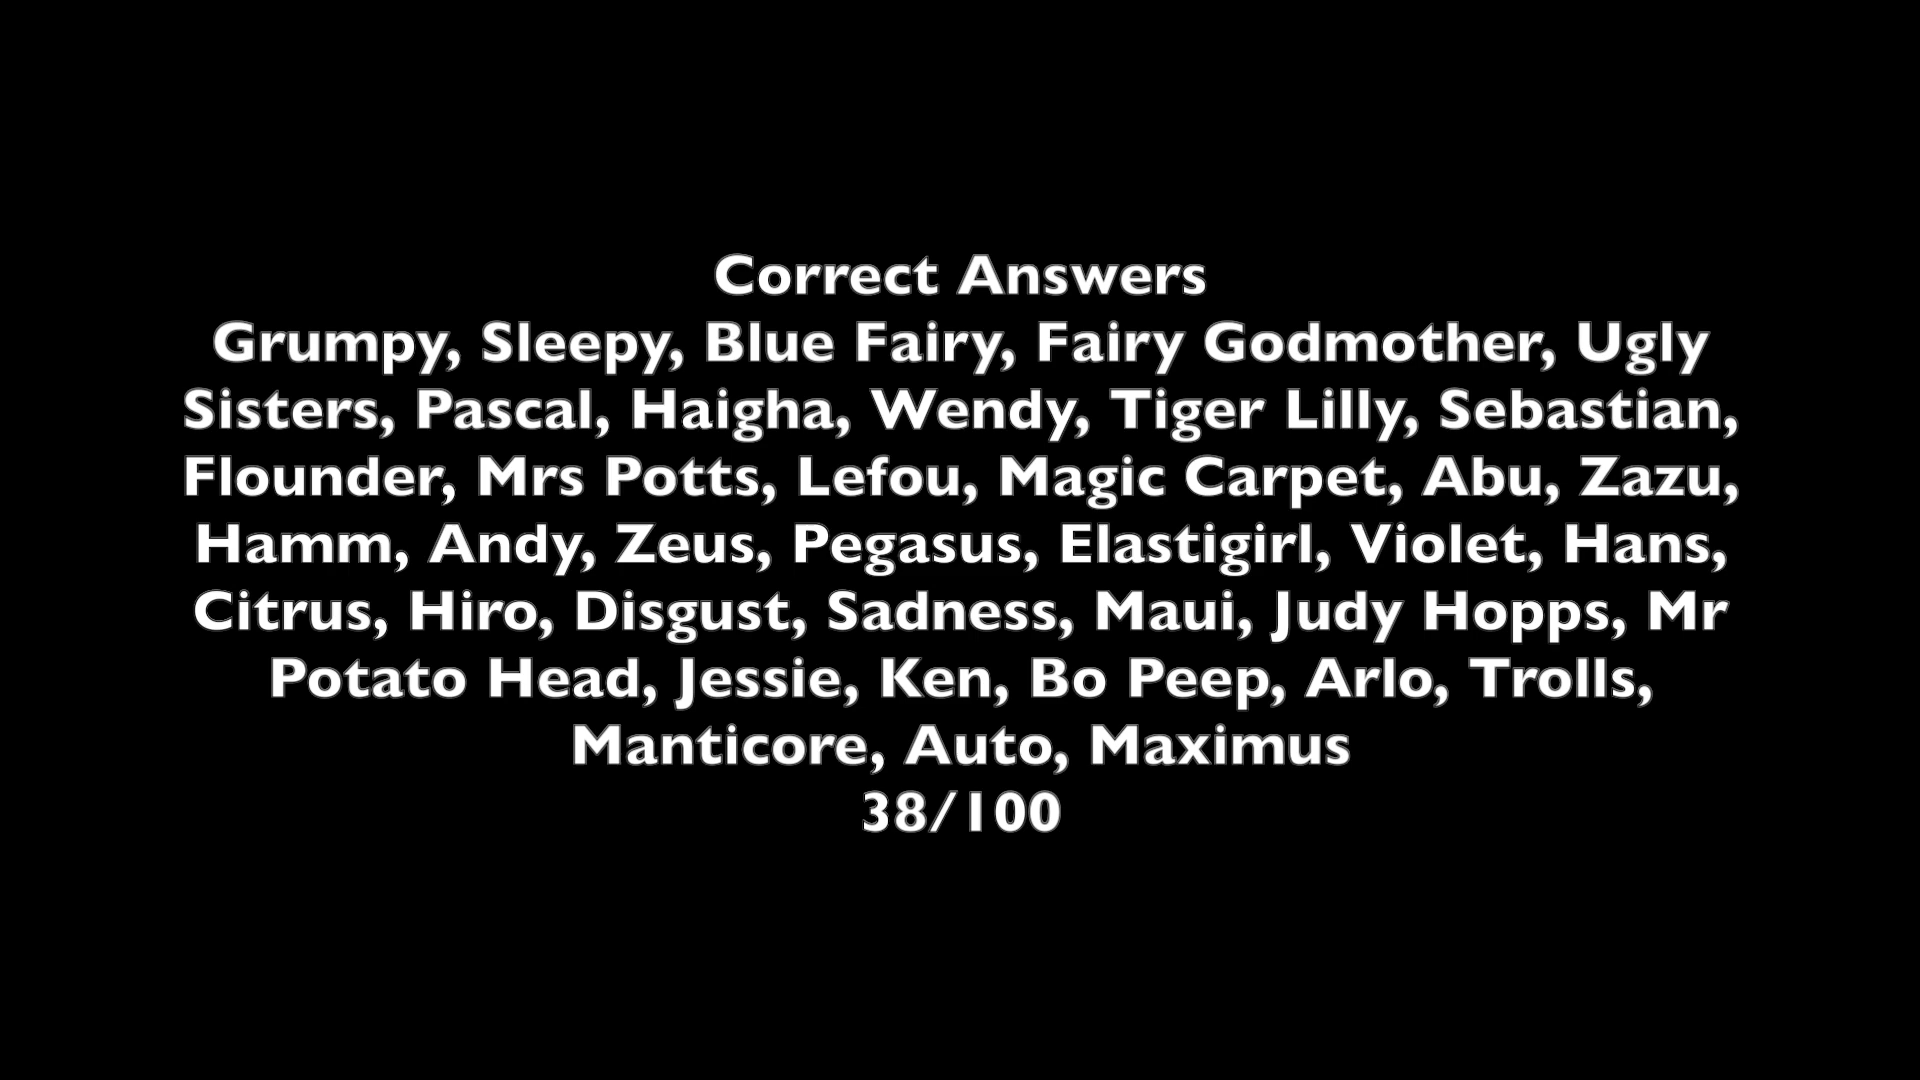 Correct Answers
Grumpy, Sleepy, Blue Fairy, Fairy Godmother, Ugly
Sisters, Pascal, Haigha, Wendy, Tiger Lilly, Sebastian,
Flounder, Mrs Potts, Lefou, Magic Carpet, Abu, Zazu,
Hamm, Andy, Zeus, Pegasus, Elastigirl, Violet, Hans,
Citrus, Hiro, Disgust, Sadness, Maui, Judy Hopps, Mr
Potato Head, Jessie, Ken, Bo Peep, Arlo, Trolls,
Manticore, Auto, Maximus
38/100